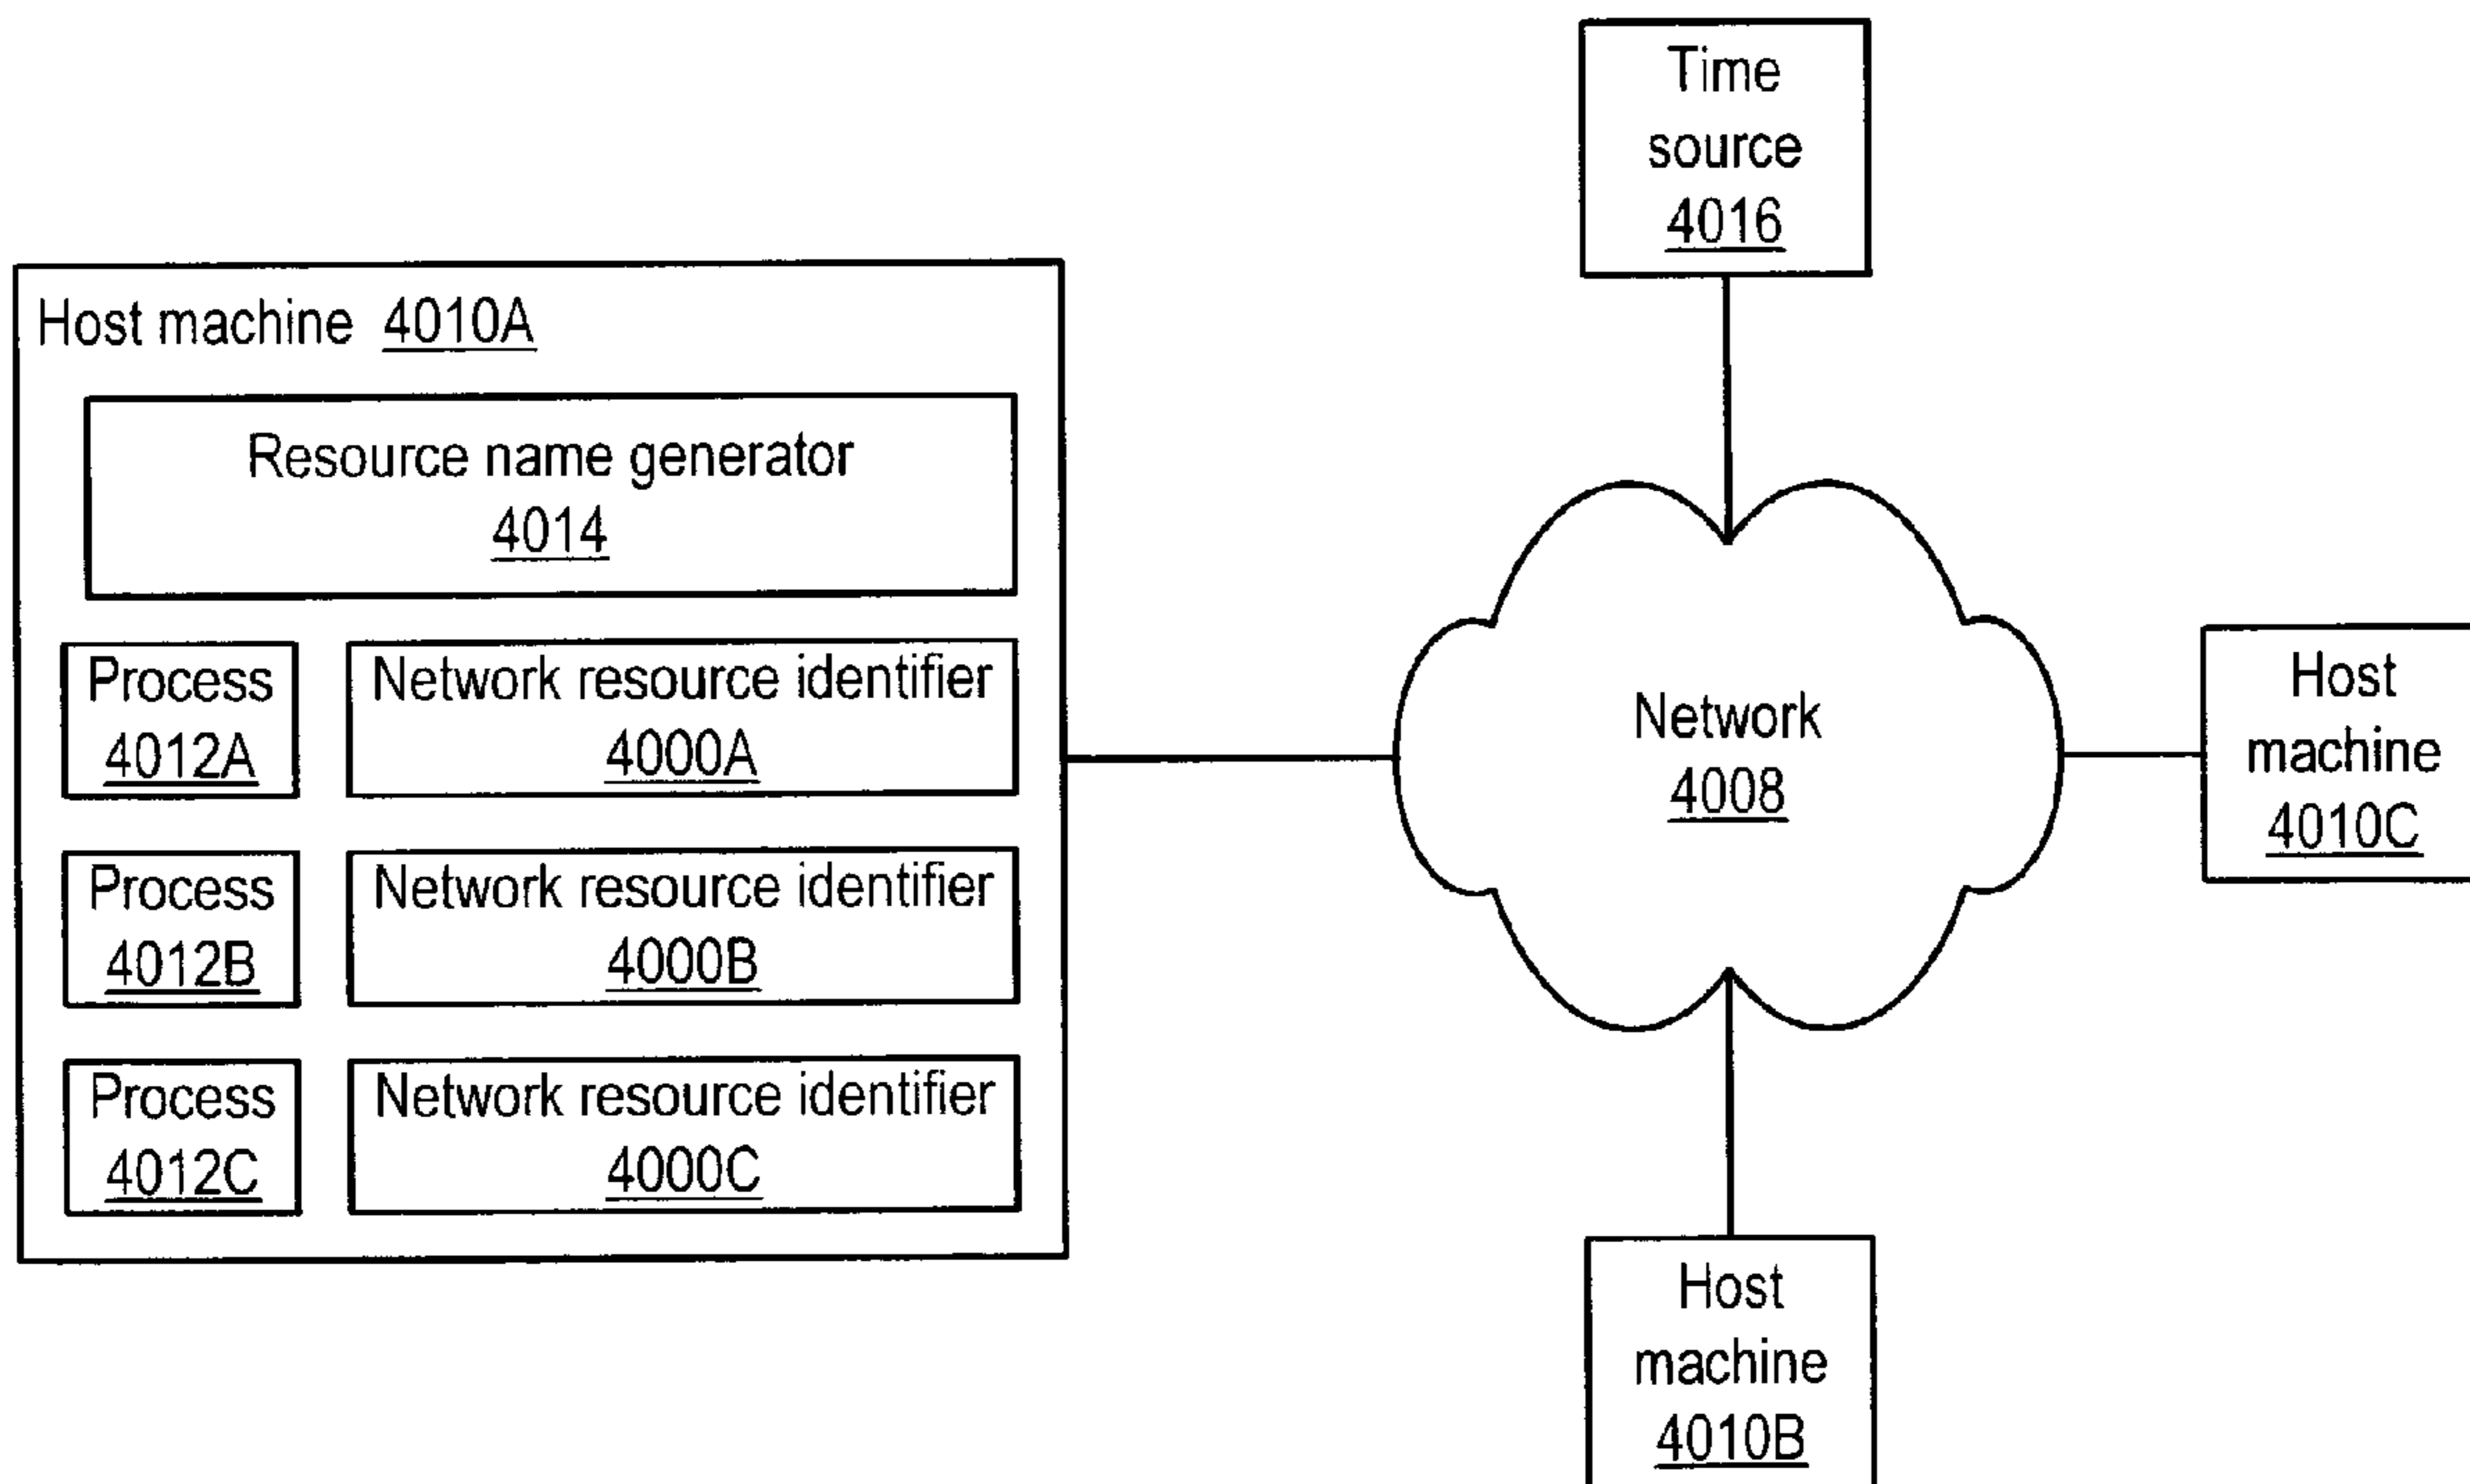 Time
source
4016
Host machine 4010A
Resource name generator
4014
Process
4012A
Network resource identifier
4000A
Process
4012B
Network resource identifier
4000B
Process
4012C
Network resource identifier
4000C
Network
4008
Host
machine
4010C
Host
machine
4010B